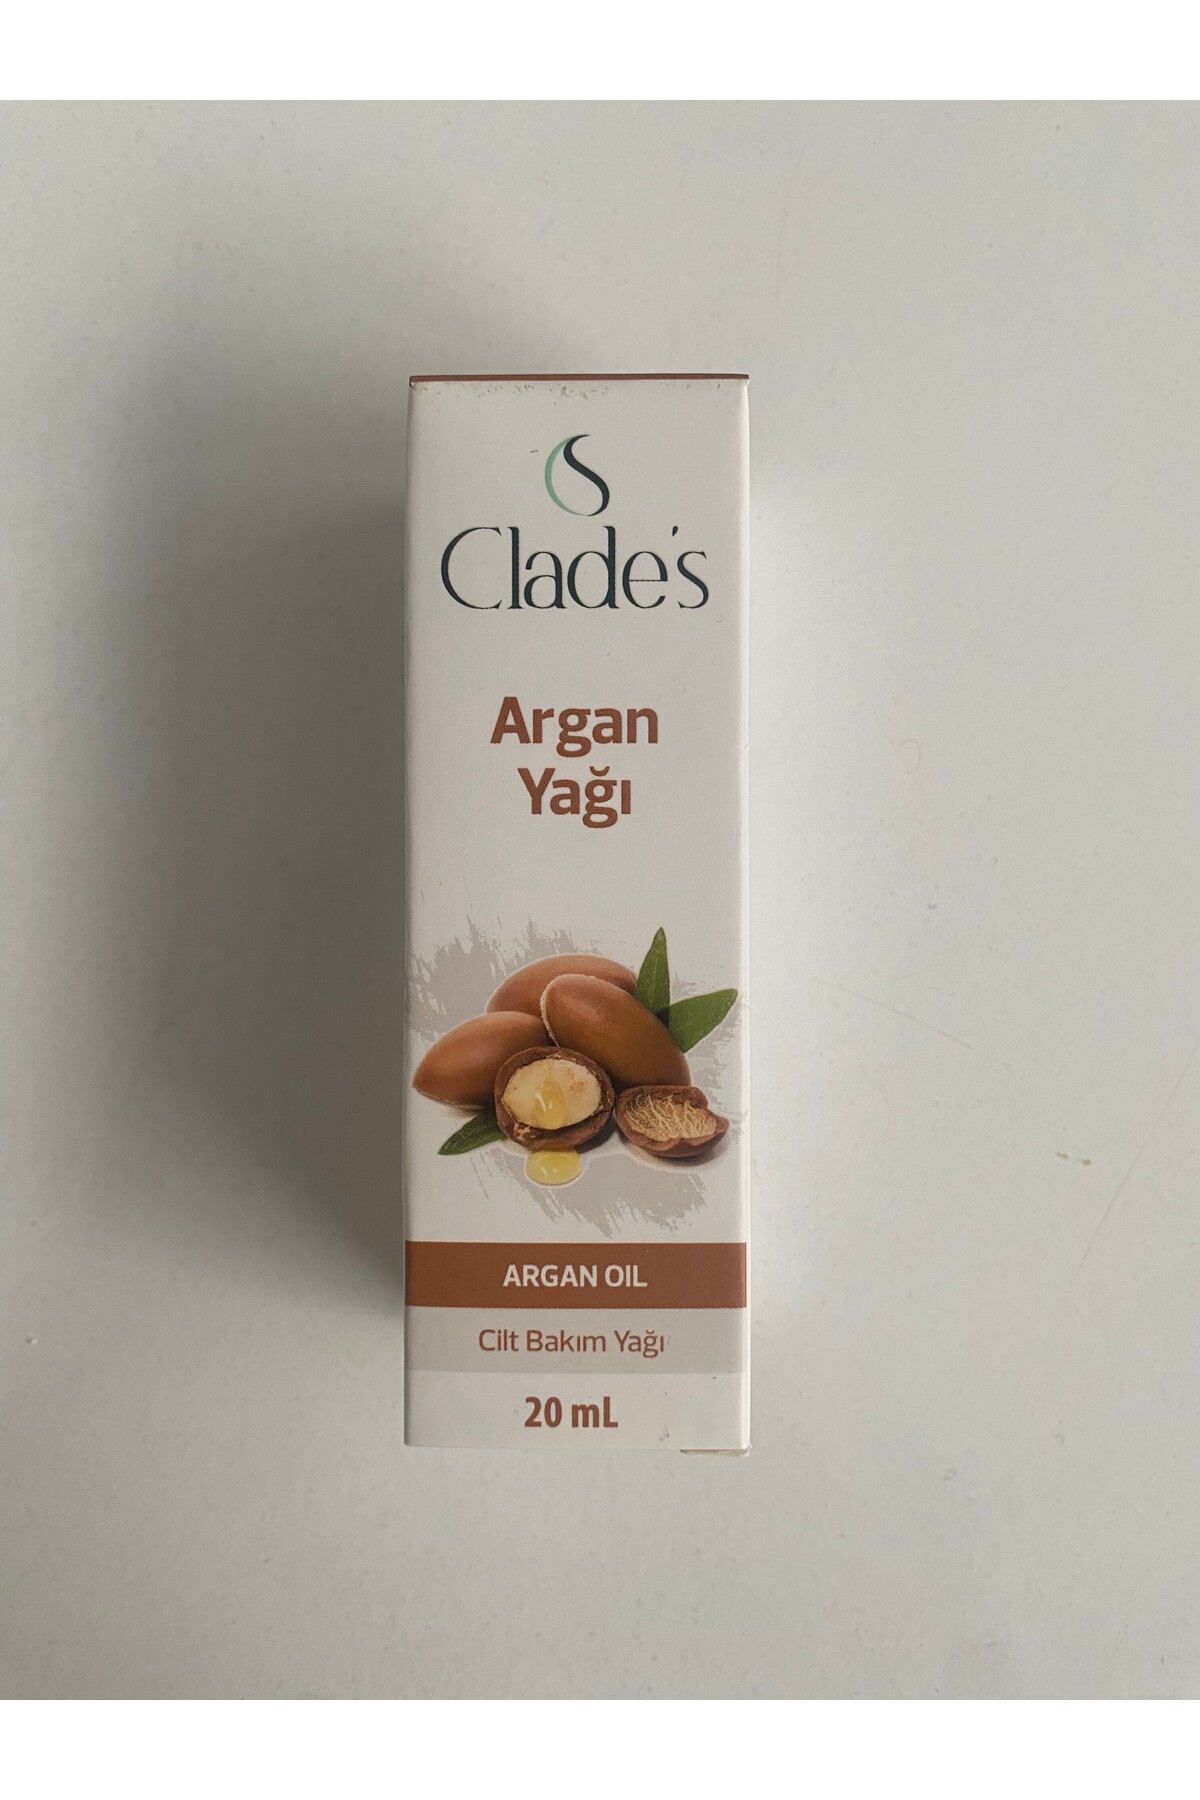 Clade's
Argan
Yağı
ARGAN OIL
Cilt Bakım Yağı
20 mL